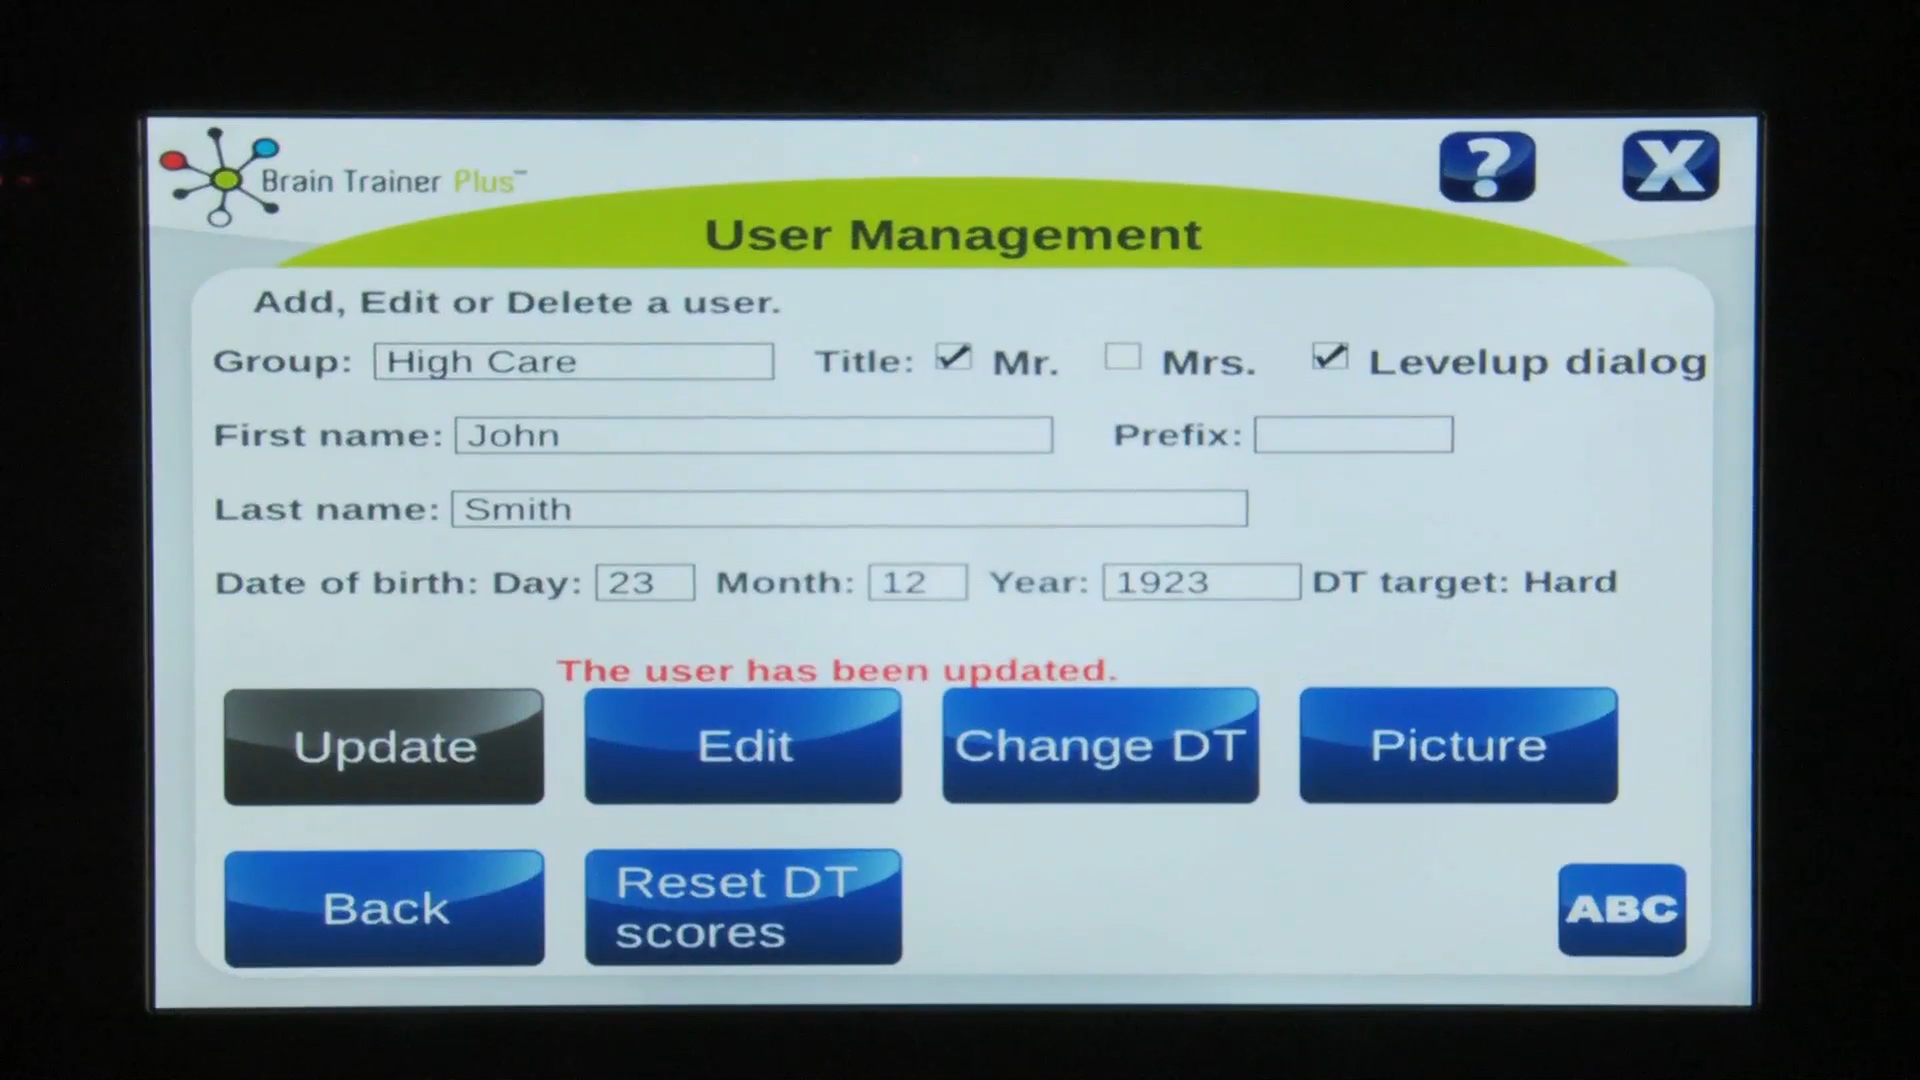 Brain Trainer Plus™
?
X
User Management
Add, Edit or Delete a user.
Group: High Care Title: Mr. Mrs. Levelup dialog
First name: John Prefix:
Last name: Smith
Date of birth: Day: 23 Month: 12 Year: 1923 DT target: Hard
The user has been updated.
Update Edit Change DT Picture
Back Reset DT
scores
ABC